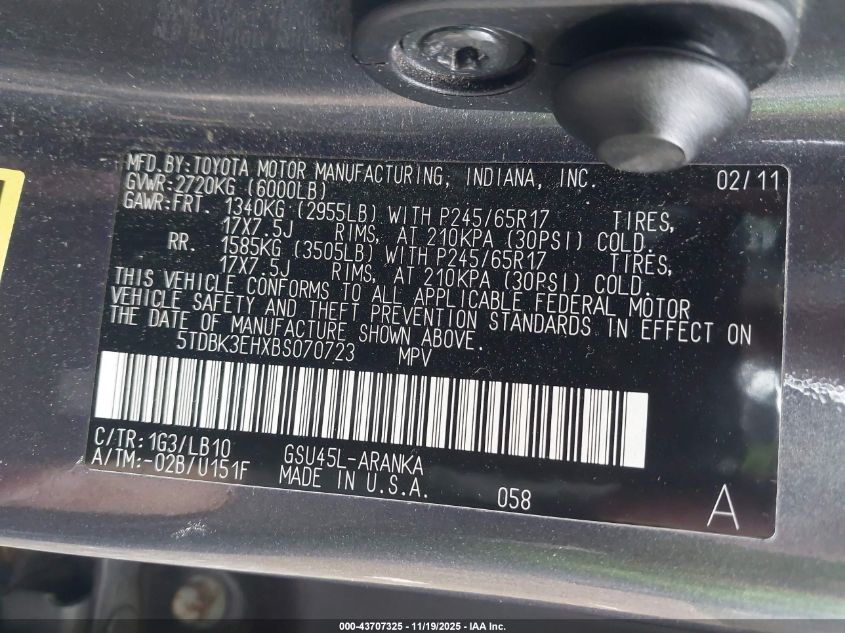 MFD. BY: TOYOTA MOTOR MANUFACTURING, INDIANA, INC. 02/11
GVWR: 2720KG (6000LB)
GAWR: FRT. 1340KG (2955LB) WITH P245/65R17 TIRES,
17X7.5J RIMS, AT 210KPA (30PSI) COLD.
RR. 1585KG (3505LB) WITH P245/65R17 TIRES,
17X7.5J RIMS, AT 210KPA (30PSI) COLD.
THIS VEHICLE CONFORMS TO ALL APPLICABLE FEDERAL MOTOR
VEHICLE SAFETY AND THEFT PREVENTION STANDARDS IN EFFECT ON
THE DATE OF MANUFACTURE SHOWN ABOVE.
5TDBK3EHXBS070723 MPV
C/TR: 1G3/LB10 GSU45L-ARANKA
A/TM: -02B/U151F MADE IN U.S.A. 058 A
000-43707325 - 11/19/2025 - IAA Inc.